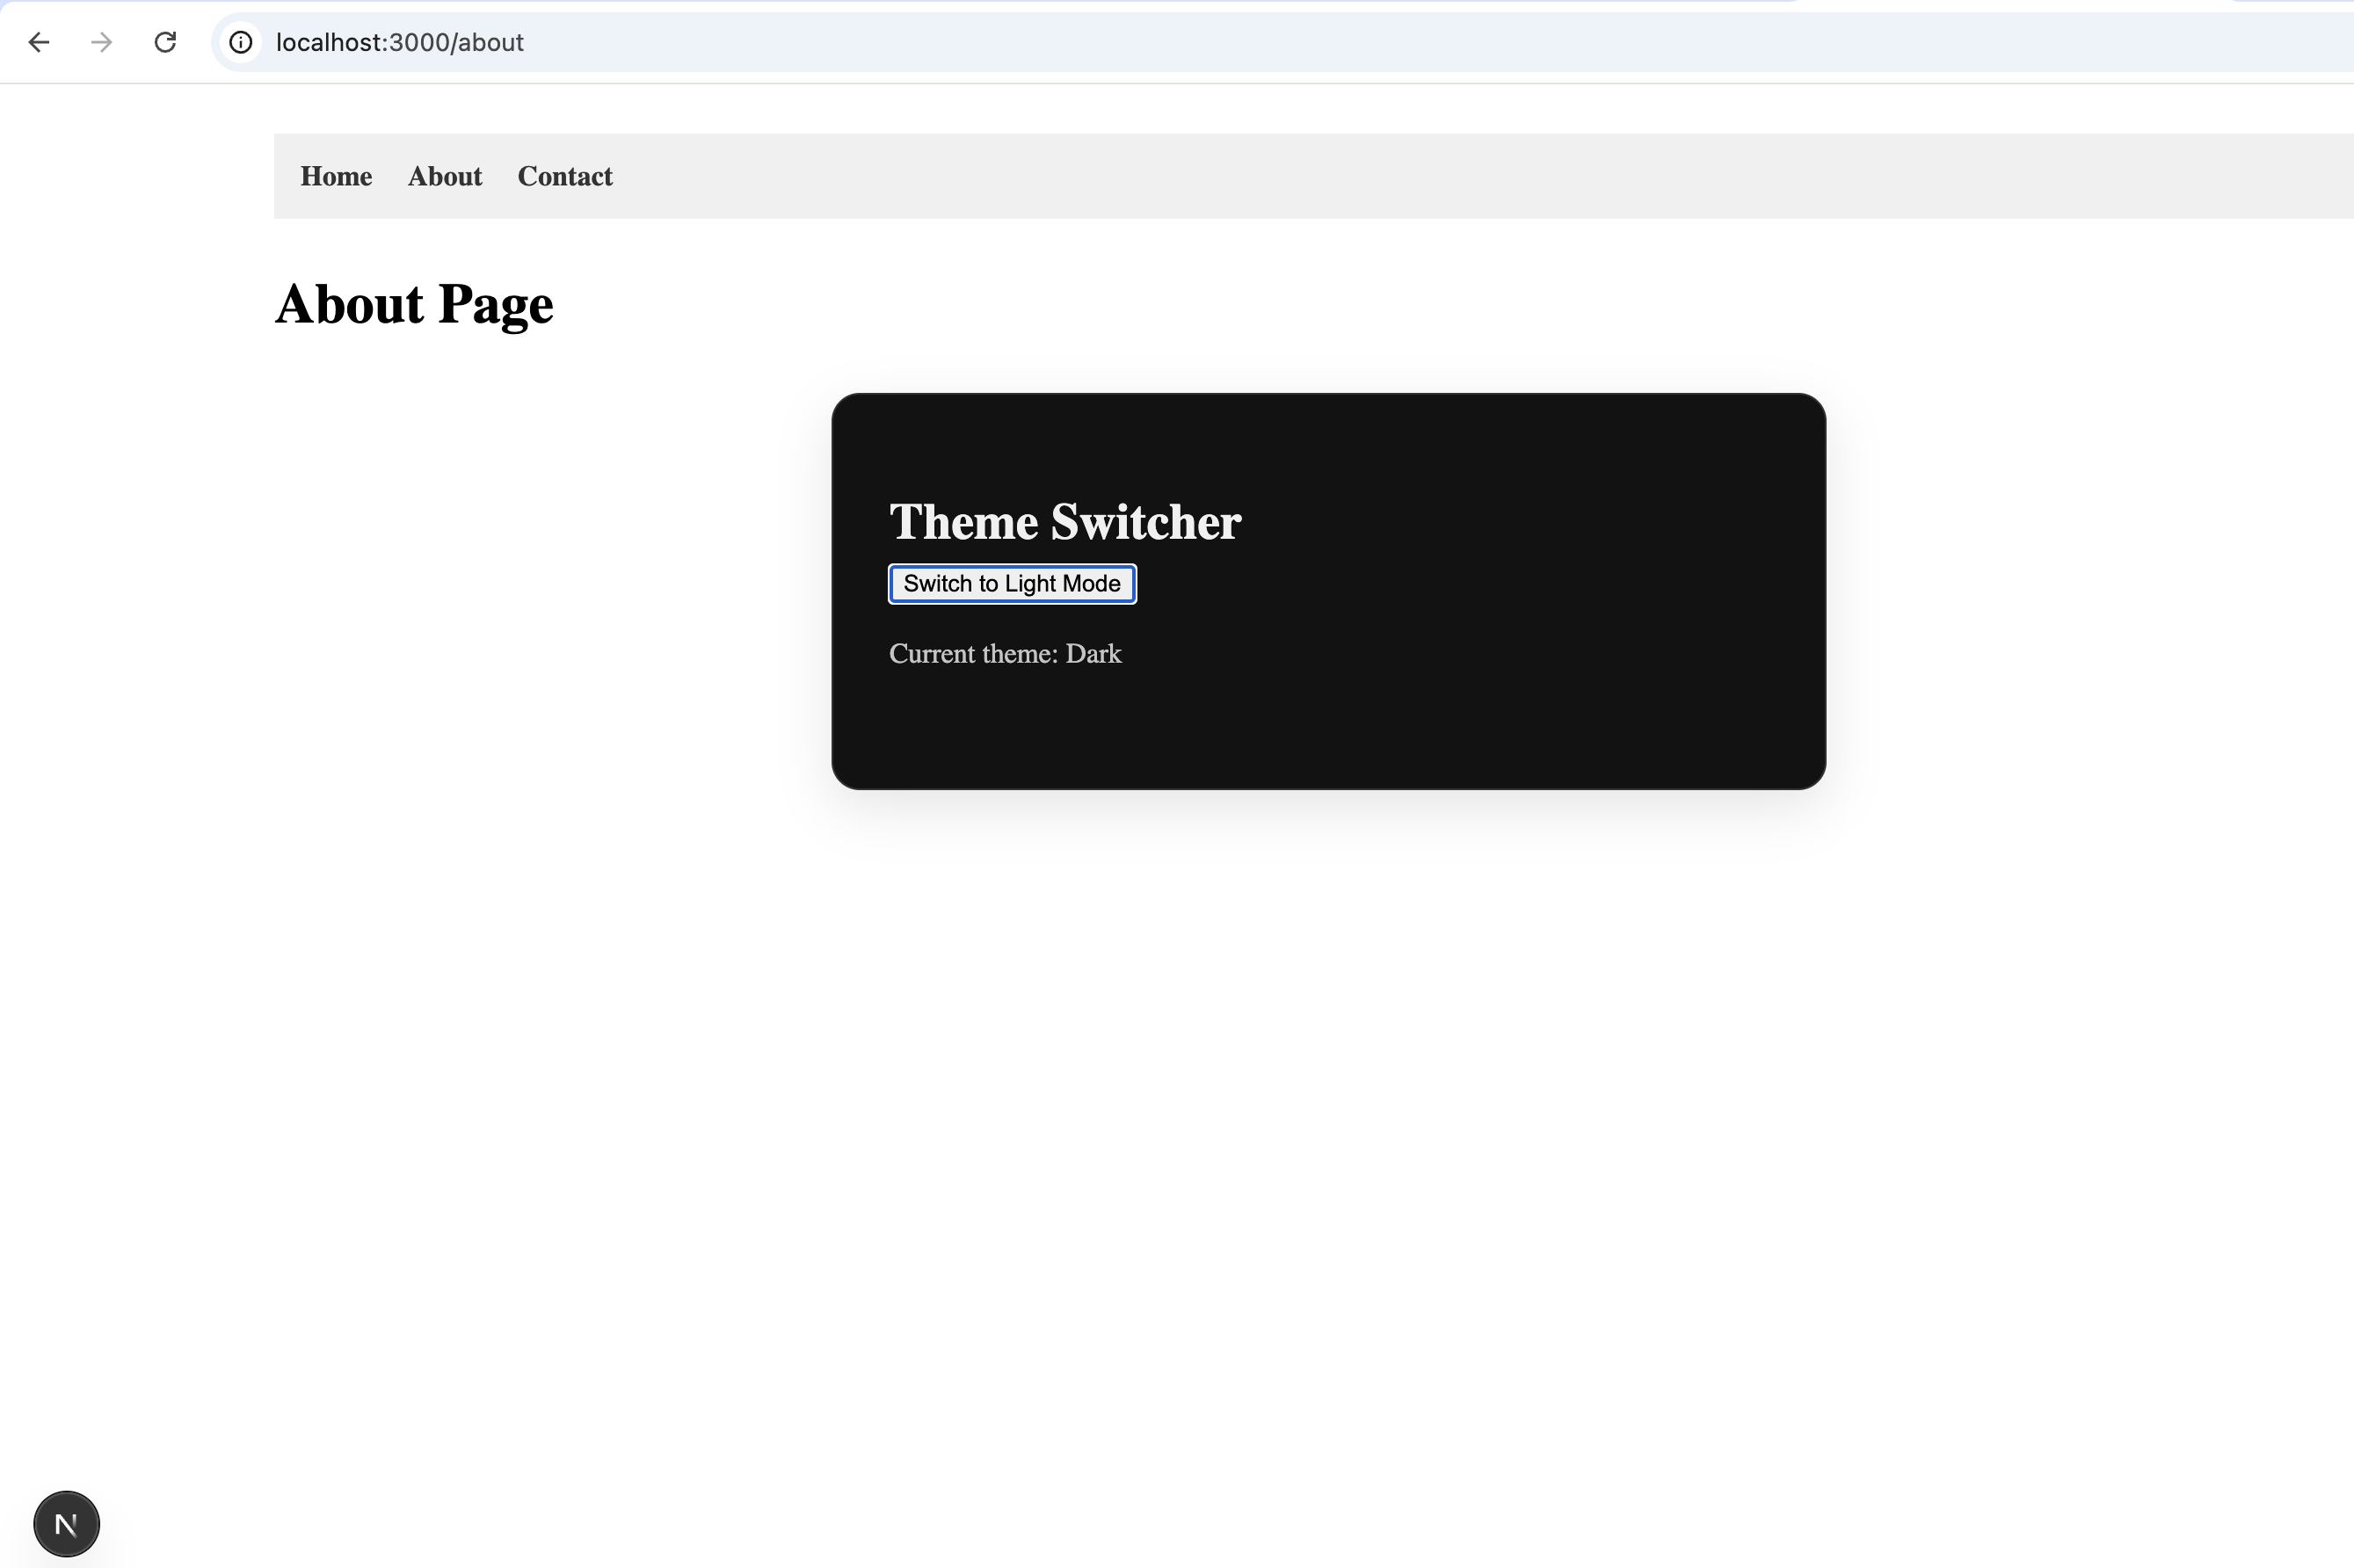 localhost:3000/about
Home About Contact
About Page
Theme Switcher
Switch to Light Mode
Current theme: Dark
N